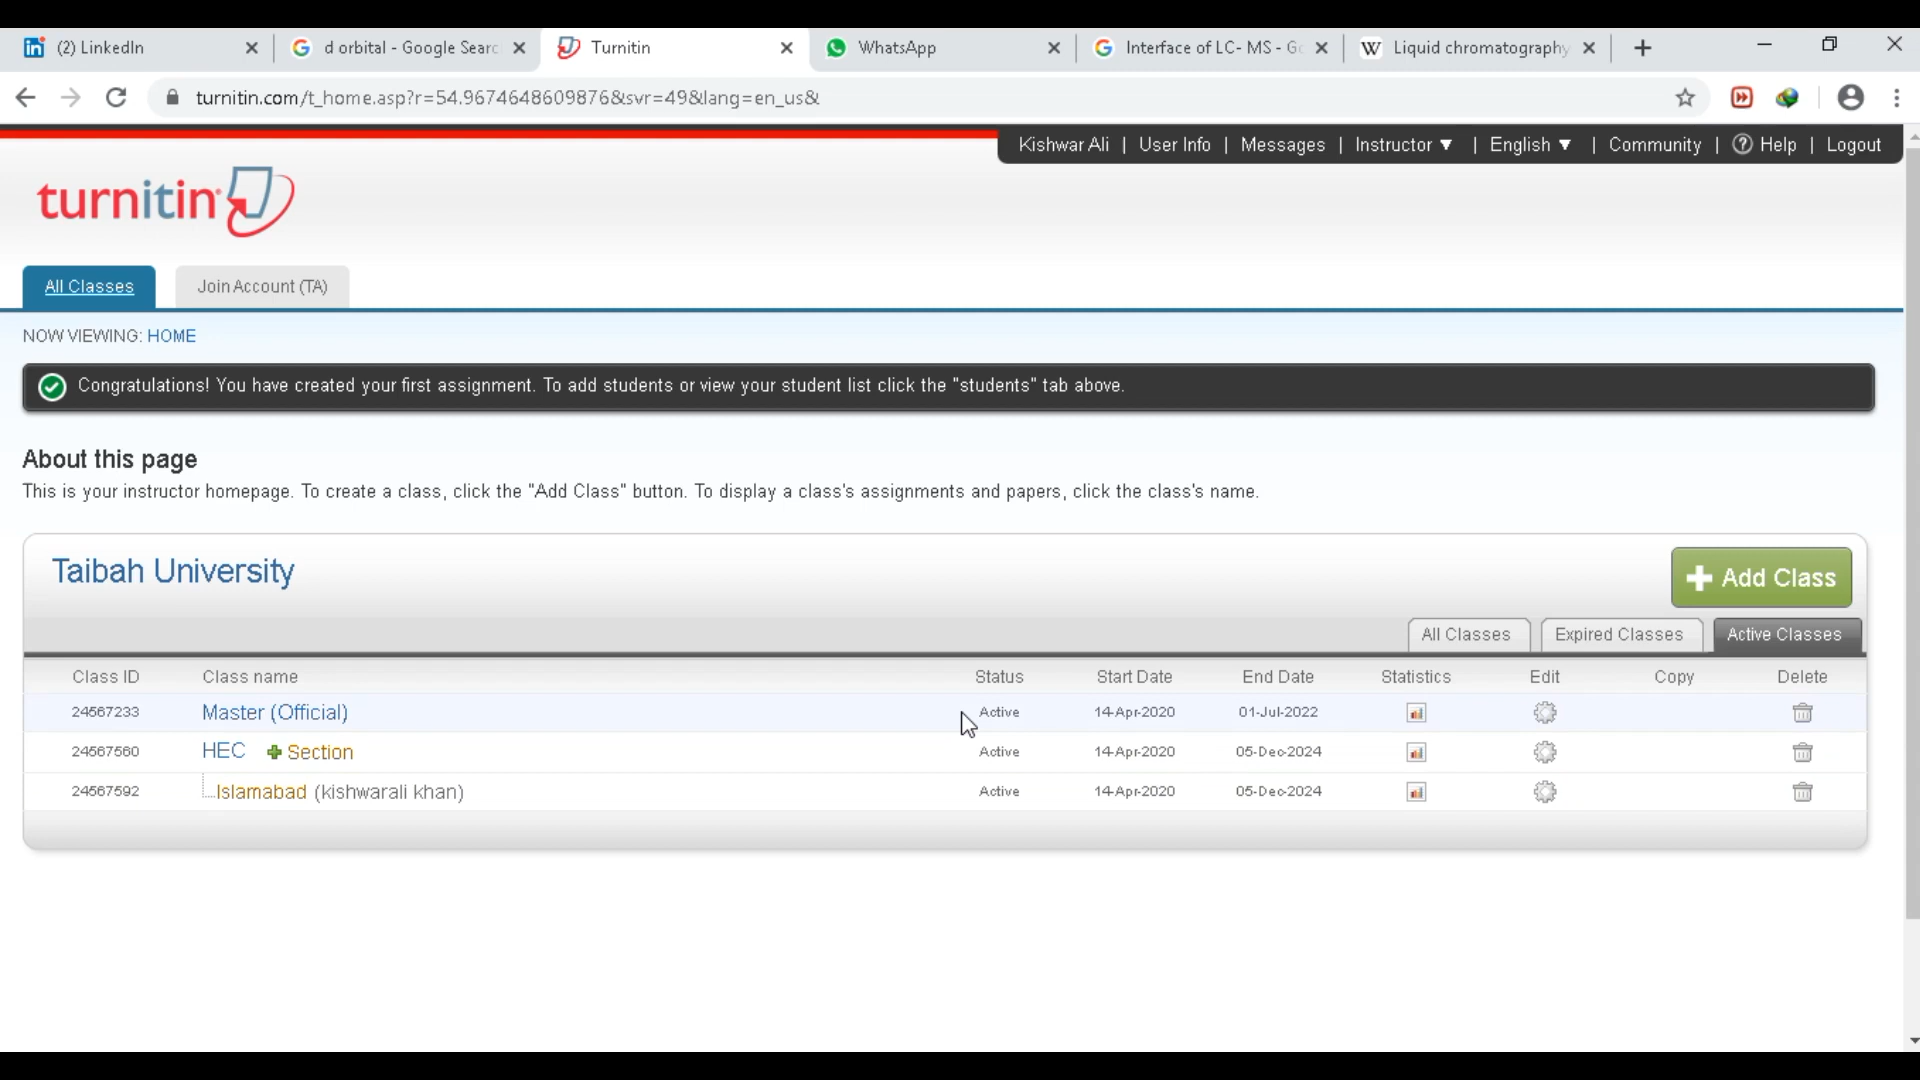 (2) LinkedIn
d orbital - Google Searc
Turnitin
WhatsApp
Interface of LC- MS - Go
Liquid chromatography
turnitin.com/t_home.asp?r=54.9674648609876&svr=49&lang=en_us&
Kishwar Ali | User Info | Messages | Instructor ▼ | English ▼ | Community | ? Help | Logout
turnitin
All Classes
Join Account (TA)
NOW VIEWING: HOME
Congratulations! You have created your first assignment. To add students or view your student list click the "students" tab above.
About this page
This is your instructor homepage. To create a class, click the "Add Class" button. To display a class's assignments and papers, click the class's name.
Taibah University
Add Class
All Classes
Expired Classes
Active Classes
Class ID Class name Status Start Date End Date Statistics Edit Copy Delete
24567233 Master (Official) Active 14-Apr-2020 01-Jul-2022
24567560 HEC Section Active 14-Apr-2020 05-Dec-2024
24567592 Islamabad (kishwarali khan) Active 14-Apr-2020 05-Dec-2024